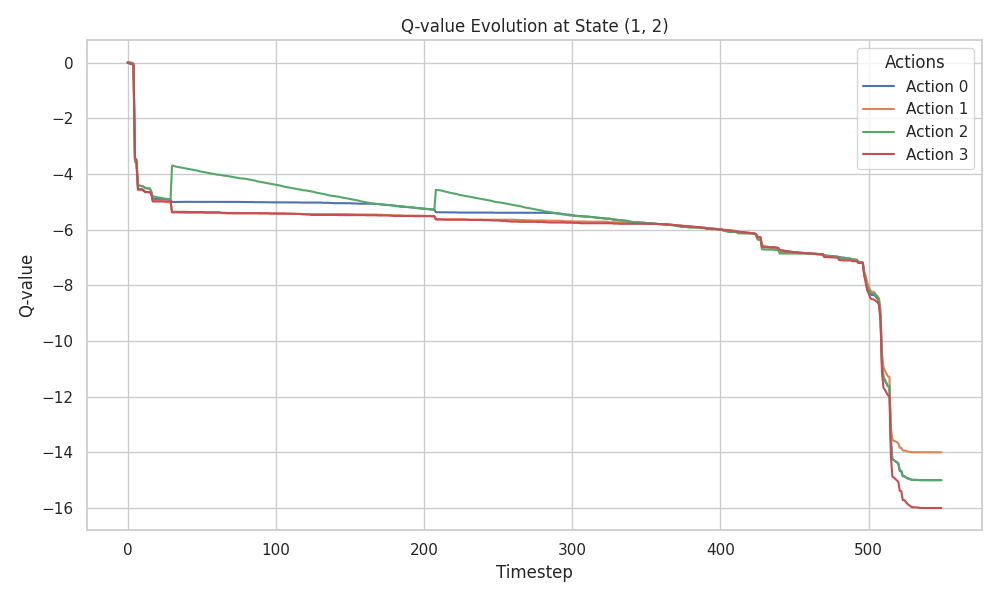 Q-value Evolution at State (1, 2)
Q-value
0
−2
−4
−6
−8
−10
−12
−14
−16
Actions
Action 0
Action 1
Action 2
Action 3
0 100 200 300 400 500
Timestep